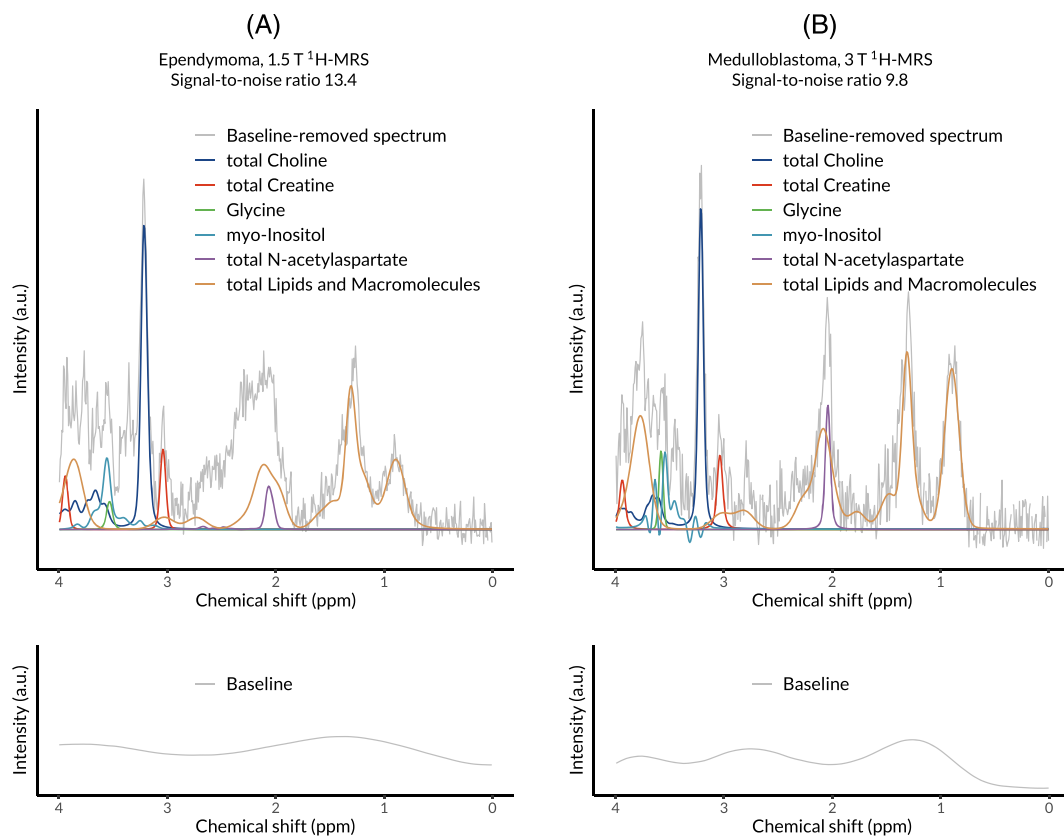 (A)
Ependymoma, 1.5 T ¹H-MRS
Signal-to-noise ratio 13.4
Baseline-removed spectrum
total Choline
total Creatine
Glycine
myo-Inositol
total N-acetylaspartate
total Lipids and Macromolecules
Intensity (a.u.)
4 3 2 1 0
Chemical shift (ppm)
Baseline
Intensity (a.u.)
4 3 2 1 0
Chemical shift (ppm)
(B)
Medulloblastoma, 3 T ¹H-MRS
Signal-to-noise ratio 9.8
Baseline-removed spectrum
total Choline
total Creatine
Glycine
myo-Inositol
total N-acetylaspartate
total Lipids and Macromolecules
Intensity (a.u.)
4 3 2 1 0
Chemical shift (ppm)
Baseline
Intensity (a.u.)
4 3 2 1 0
Chemical shift (ppm)